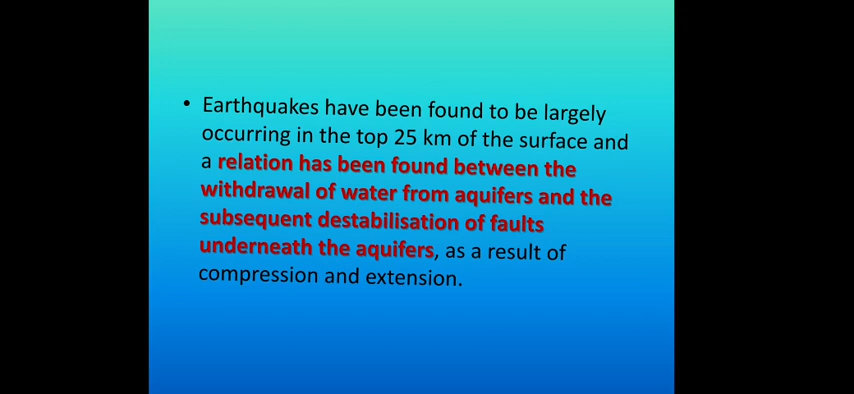 • Earthquakes have been found to be largely
occurring in the top 25 km of the surface and
a relation has been found between the
withdrawal of water from aquifers and the
subsequent destabilisation of faults
underneath the aquifers, as a result of
compression and extension.